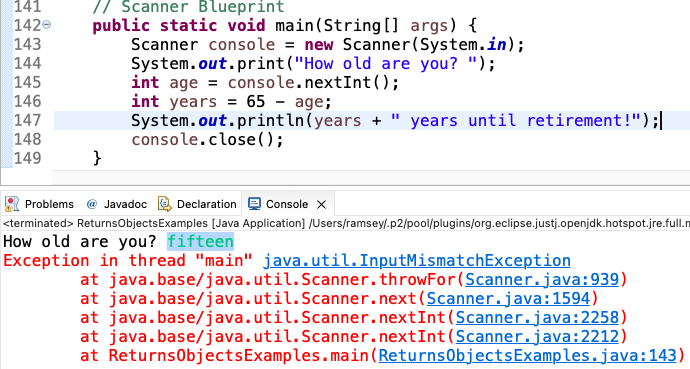 141 // Scanner Blueprint
142 public static void main(String[] args) {
143 Scanner console = new Scanner(System.in);
144 System.out.print("How old are you? ");
145 int age = console.nextInt();
146 int years = 65 - age;
147 System.out.println(years + " years until retirement!");
148 console.close();
149 }
Problems @ Javadoc Declaration Console
<terminated> ReturnsObjectsExamples [Java Application] /Users/ramsey/.p2/pool/plugins/org.eclipse.justj.openjdk.hotspot.jre.full.m
How old are you? fifteen
Exception in thread "main" java.util.InputMismatchException
at java.base/java.util.Scanner.throwFor(Scanner.java:939)
at java.base/java.util.Scanner.next(Scanner.java:1594)
at java.base/java.util.Scanner.nextInt(Scanner.java:2258)
at java.base/java.util.Scanner.nextInt(Scanner.java:2212)
at ReturnsObjectsExamples.main(ReturnsObjectsExamples.java:143)